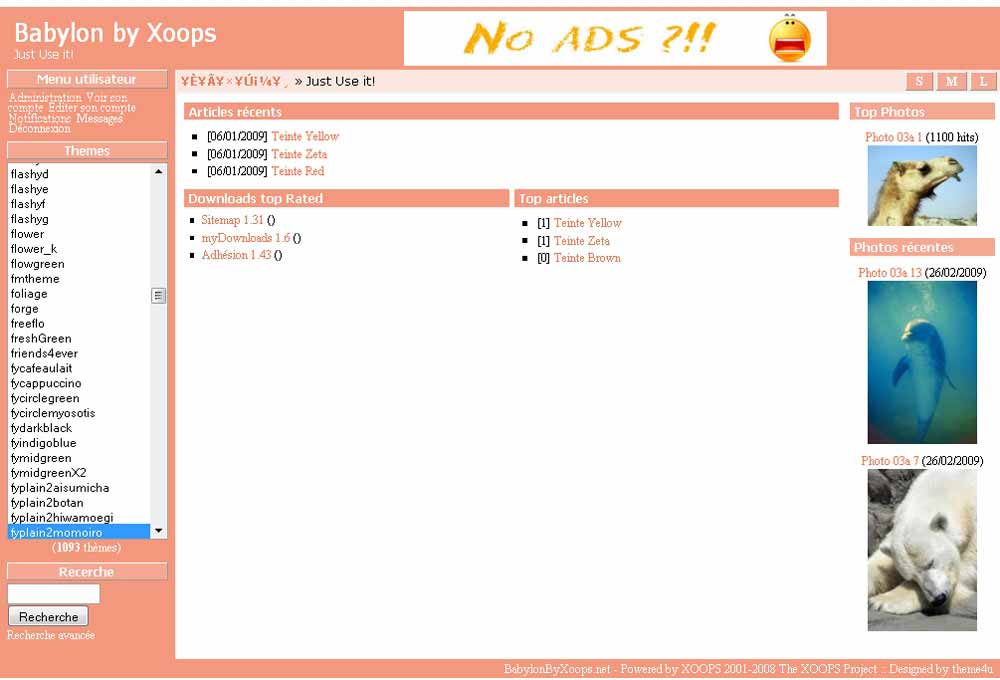 Babylon by Xoops
Just Use it!
No ADS ?!!
Menu utilisateur
Administration Voir son
compte Editer son compte
Notifications Messages
Déconnexion
Themes
flashyd
flashye
flashyf
flashyg
flower
flower_k
flowgreen
fmtheme
foliage
forge
freeflo
freshGreen
friends4ever
fycafeaulait
fycappuccino
fycirclegreen
fycirclemyosotis
fydarkblack
fyindigoblue
fymidgreen
fymidgreenX2
fyplain2aisumicha
fyplain2botan
fyplain2hiwamoegi
fyplain2momoiro
(1093 thèmes)
Recerche
Recherche
Recherche avancée
» Just Use it!
S M L
Articles récents
[06/01/2009] Teinte Yellow
[06/01/2009] Teinte Zeta
[06/01/2009] Teinte Red
Downloads top Rated
Sitemap 1.31 ()
myDownloads 1.6 ()
Adhésion 1.43 ()
Top articles
[1] Teinte Yellow
[1] Teinte Zeta
[0] Teinte Brown
Top Photos
Photo 03a 1 (1100 hits)
Photos récentes
Photo 03a 13 (26/02/2009)
Photo 03a 7 (26/02/2009)
BabylonByXoops.net - Powered by XOOPS 2001-2008 The XOOPS Project :: Designed by theme4u